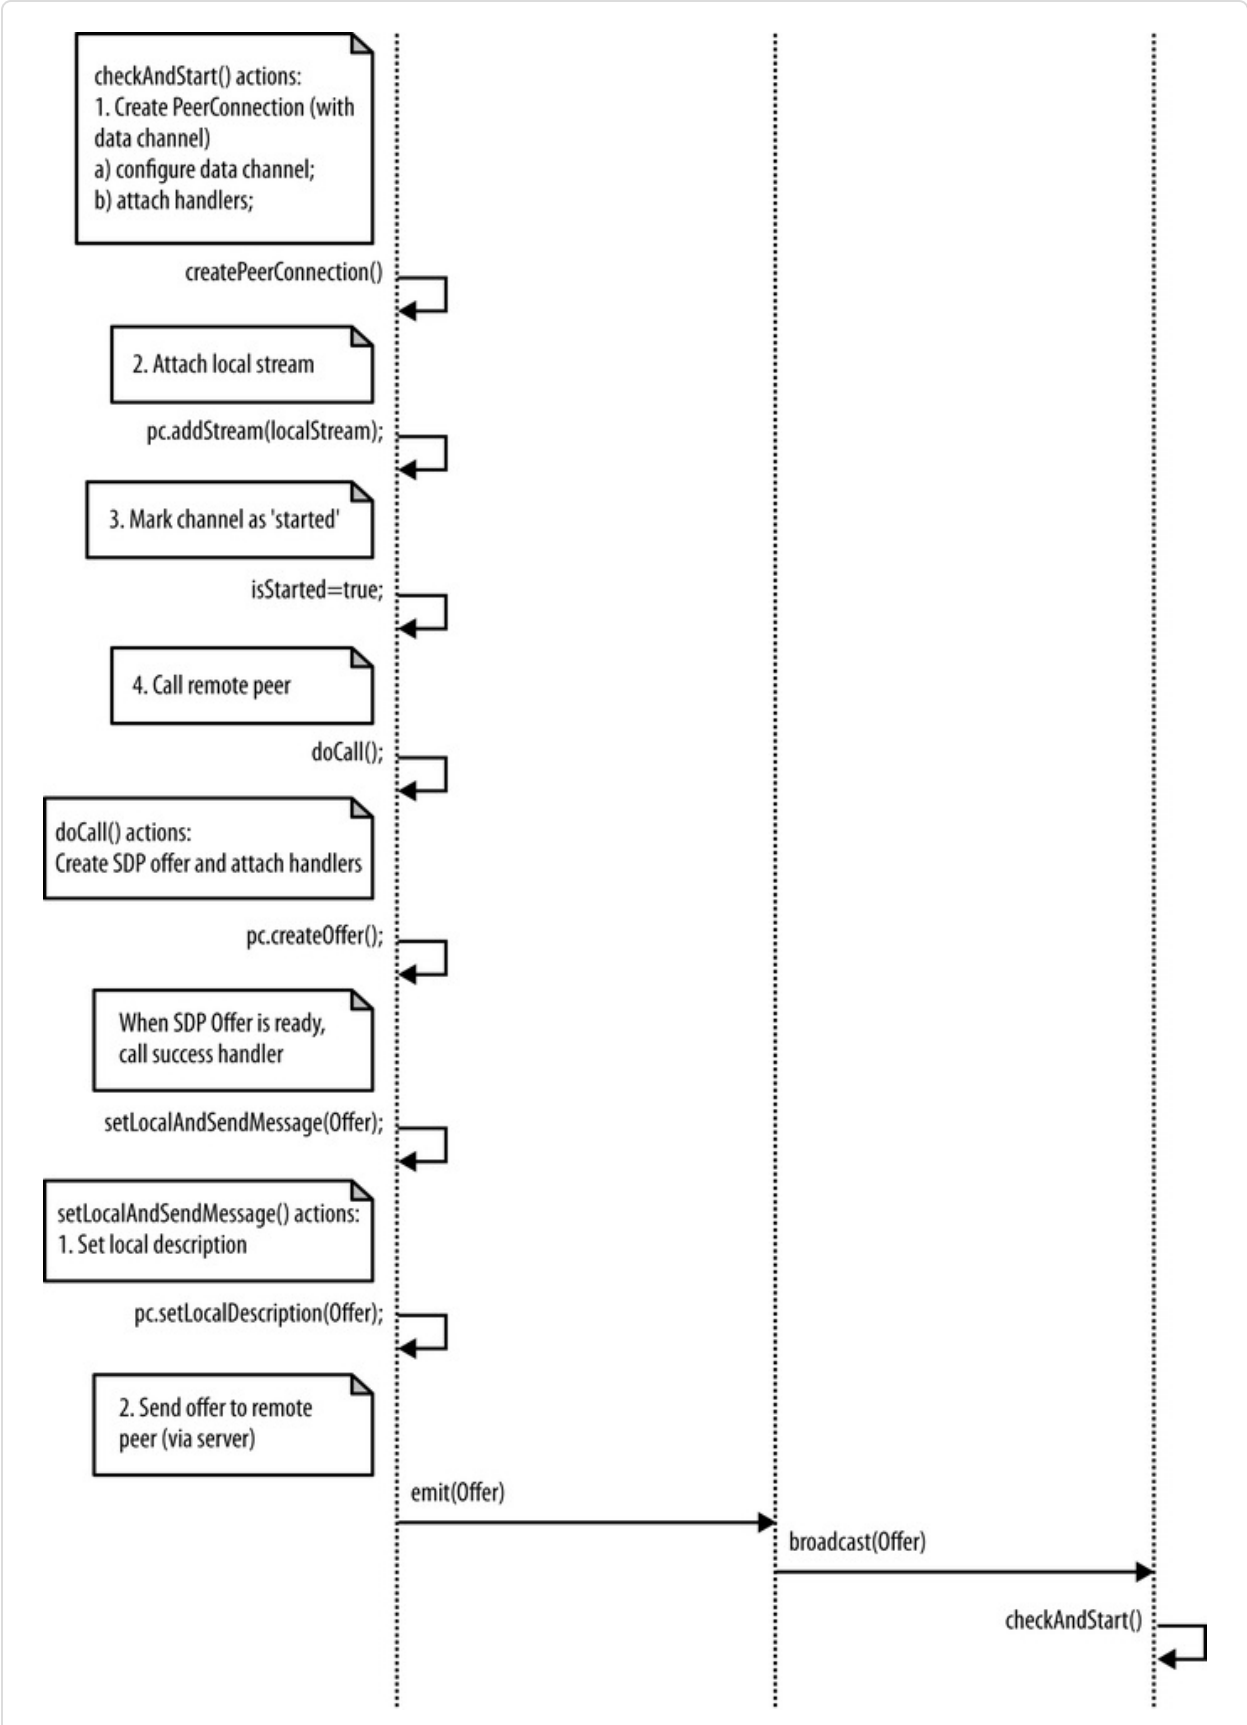 checkAndStart() actions:
1. Create PeerConnection (with
data channel)
a) configure data channel;
b) attach handlers;
createPeerConnection()
2. Attach local stream
pc.addStream(localStream);
3. Mark channel as 'started'
isStarted=true;
4. Call remote peer
doCall();
doCall() actions:
Create SDP offer and attach handlers
pc.createOffer();
When SDP Offer is ready,
call success handler
setLocalAndSendMessage(Offer);
setLocalAndSendMessage() actions:
1. Set local description
pc.setLocalDescription(Offer);
2. Send offer to remote
peer (via server)
emit(Offer)
broadcast(Offer)
checkAndStart()